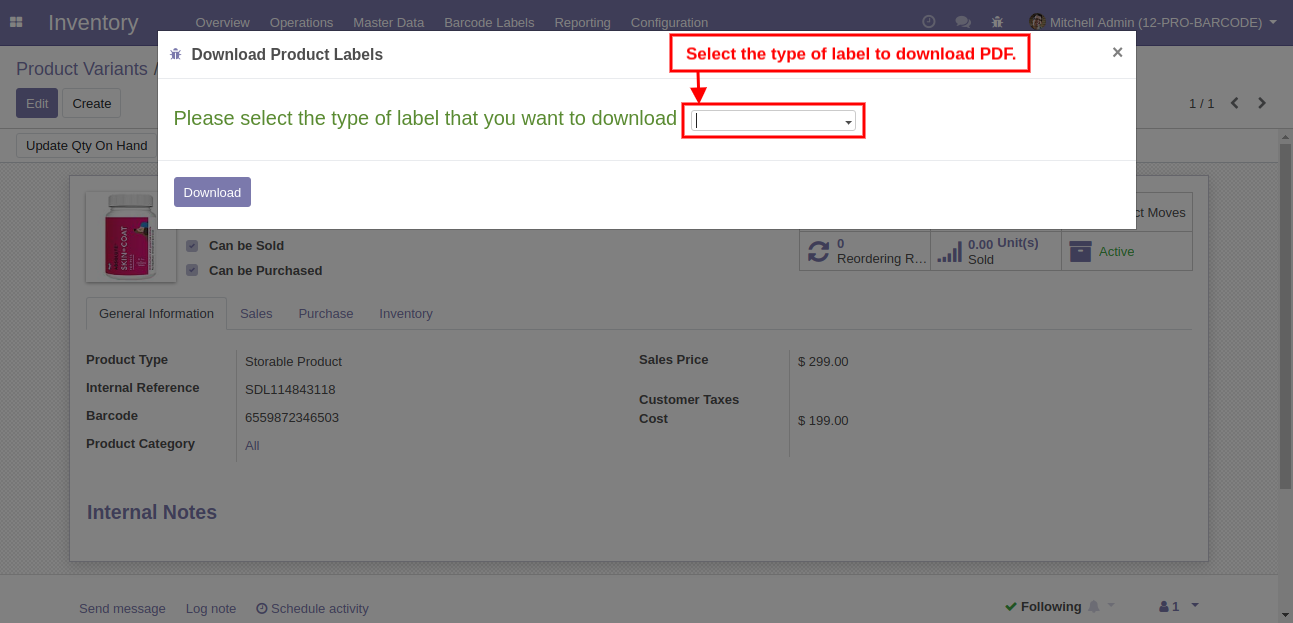 Inventory Overview Operations Master Data Barcode Labels Reporting Configuration Mitchell Admin (12-PRO-BARCODE)
Product Variants /
Edit Create
1 / 1
Update Qty On Hand
Download Product Labels
Select the type of label to download PDF.
×
Please select the type of label that you want to download
Download
ct Moves
SKIN+COAT
Can be Sold
Can be Purchased
0
Reordering R...
0.00 Unit(s)
Sold
Active
General Information Sales Purchase Inventory
Product Type Storable Product
Internal Reference SDL114843118
Barcode 6559872346503
Product Category All
Sales Price $ 299.00
Customer Taxes
Cost $ 199.00
Internal Notes
Send message Log note Schedule activity
Following 1